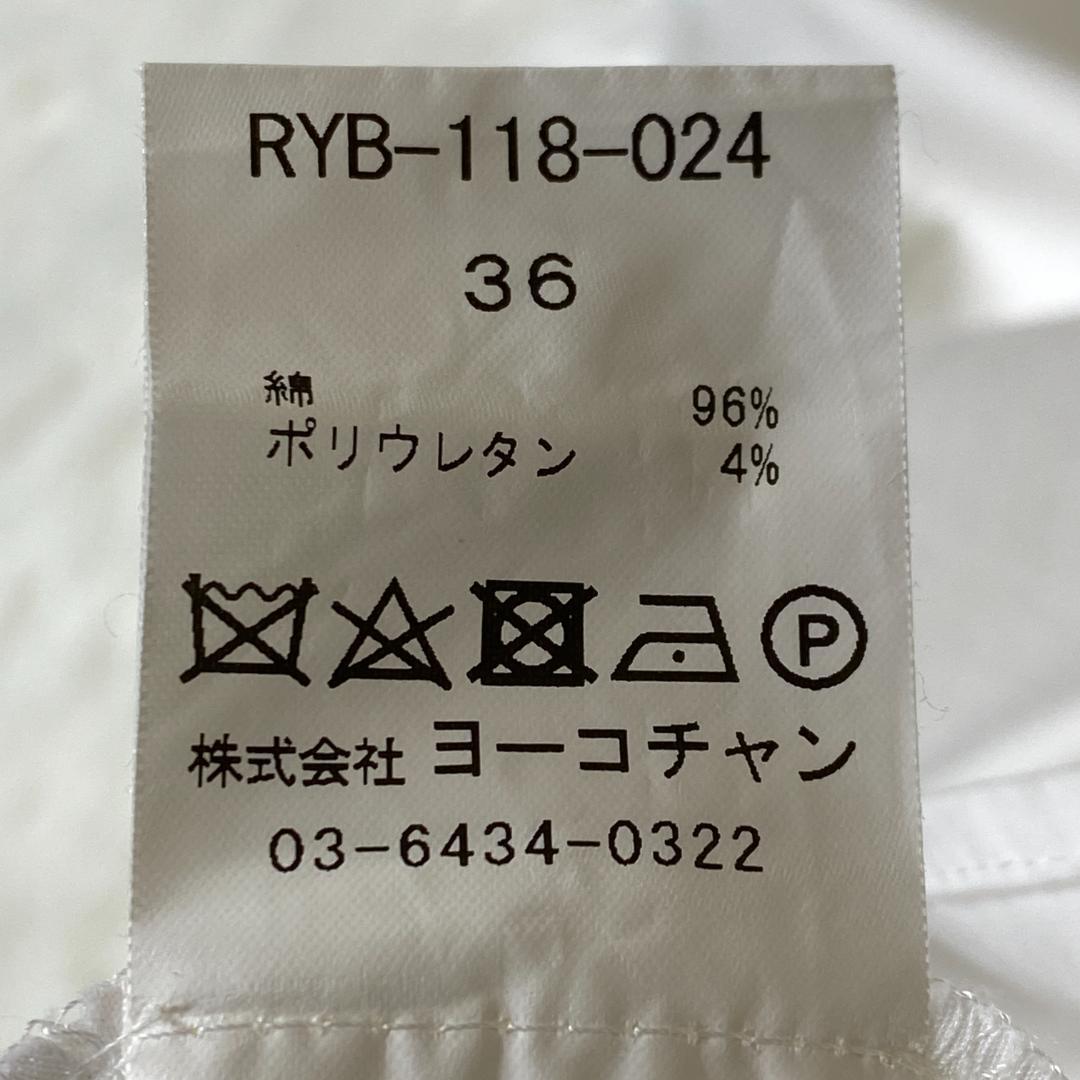 RYB-118-024
36
綿 96%
ポリウレタン 4%
P
株式会社 ヨーコチャン
03-6434-0322